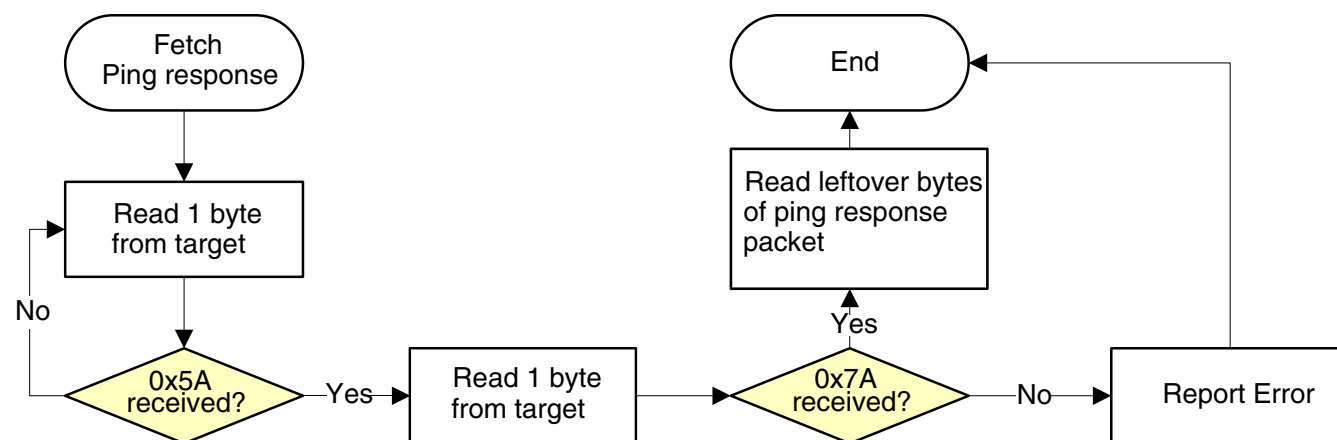 Fetch
Ping response
Read 1 byte
from target
No
0x5A
received?
Yes
Read 1 byte
from target
0x7A
received?
Yes
Read leftover bytes
of ping response
packet
End
No
Report Error